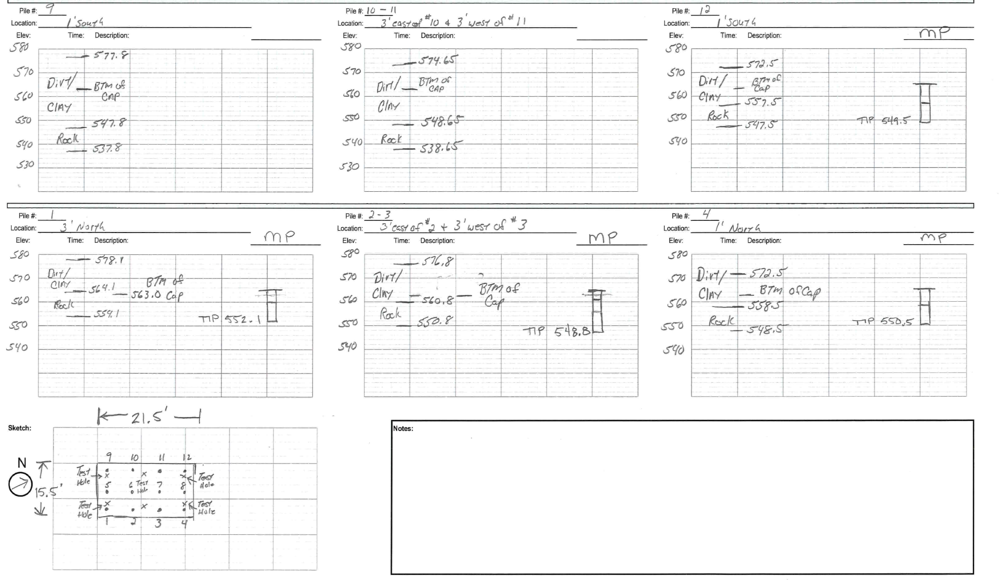 Pile #: 9
Location: 1' South
Elev: Time: Description:
580
577.8
570
Dirt/
BTM of
CAP
560
CLAY
550
547.8
Rock
540
537.8
530
Pile #: 10 - 11
Location: 3' east of #10 & 3' west of #11
Elev: Time: Description:
580
574.65
570
Dirt/
BTM of
CAP
560
CLAY
550
548.65
Rock
540
538.65
530
Pile #: 12
Location: 1' South
Elev: Time: Description:
MP
580
572.5
570
Dirt/
BTM of
Cap
560
CLAY
557.5
550
Rock
TIP 549.5
547.5
540
Pile #: 1
Location: 3' North
Elev: Time: Description:
MP
580
578.1
570
Dirt/
CLAY
564.1
BTM of
563.0 Cap
560
Rock
559.1
TIP 552.1
550
540
Pile #: 2 - 3
Location: 3' east of #2 + 3' west of #3
Elev: Time: Description:
MP
580
576.8
570
Dirt/
CLAY
BTM of
Cap
560
560.8
Rock
550
550.8
TIP 548.8
540
Pile #: 4
Location: 1' North
Elev: Time: Description:
MP
580
572.5
570
Dirt/
CLAY
BTM of Cap
560
558.5
Rock
TIP 550.5
550
548.5
540
21.5'
Sketch:
N
15.5'
9 10 11 12
Test
Hole
Test
Hole
5 6 7 8
Test
Hole
Test
Hole
Test
Hole
1 2 3 4
Notes: